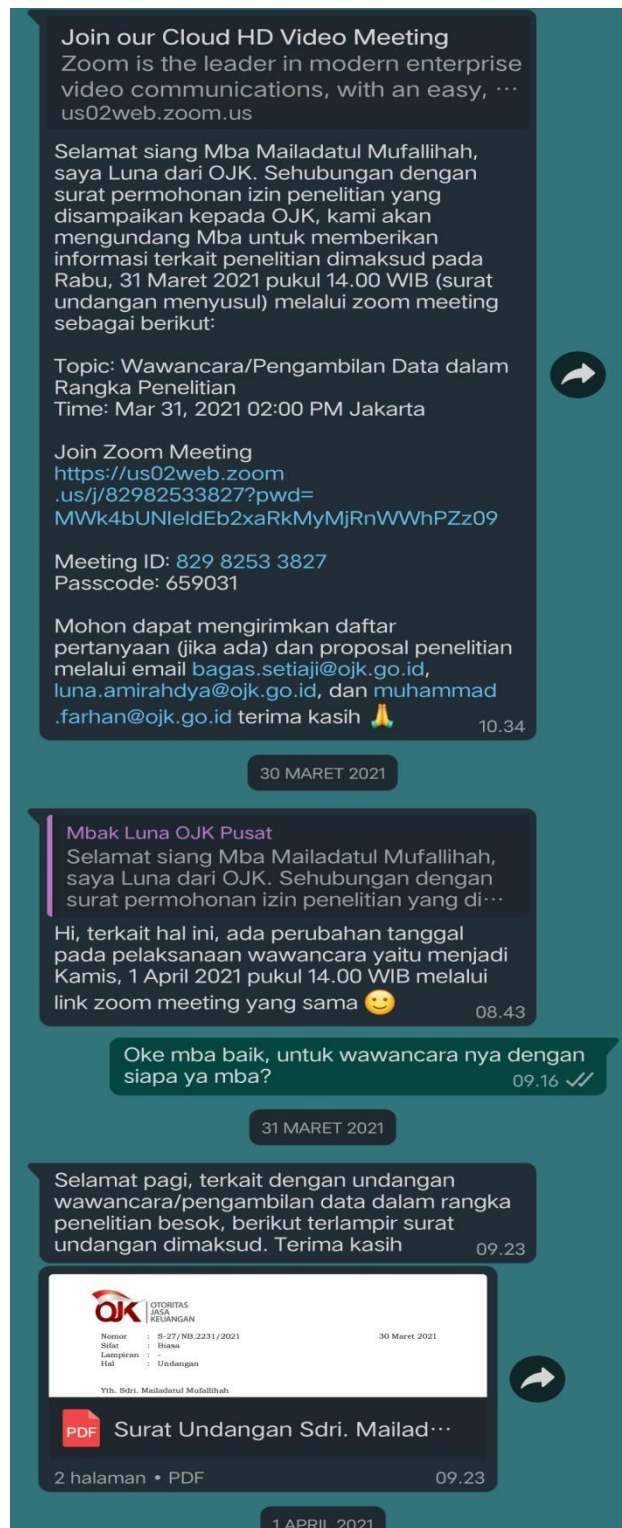 Join our Cloud HD Video Meeting
Zoom is the leader in modern enterprise
video communications, with an easy, ···
us02web.zoom.us
Selamat siang Mba Mailadatul Mufallihah,
saya Luna dari OJK. Sehubungan dengan
surat permohonan izin penelitian yang
disampaikan kepada OJK, kami akan
mengundang Mba untuk memberikan
informasi terkait penelitian dimaksud pada
Rabu, 31 Maret 2021 pukul 14.00 WIB (surat
undangan menyusul) melalui zoom meeting
sebagai berikut:
Topic: Wawancara/Pengambilan Data dalam
Rangka Penelitian
Time: Mar 31, 2021 02:00 PM Jakarta
Join Zoom Meeting
https://us02web.zoom
.us/j/82982533827?pwd=
MWk4bUNIeldEb2xaRkMyMjRnWWhPZz09
Meeting ID: 829 8253 3827
Passcode: 659031
Mohon dapat mengirimkan daftar
pertanyaan (jika ada) dan proposal penelitian
melalui email bagas.setiaji@ojk.go.id,
luna.amirahdya@ojk.go.id, dan muhammad
.farhan@ojk.go.id terima kasih 🙏
10.34
30 MARET 2021
Mbak Luna OJK Pusat
Selamat siang Mba Mailadatul Mufallihah,
saya Luna dari OJK. Sehubungan dengan
surat permohonan izin penelitian yang di···
Hi, terkait hal ini, ada perubahan tanggal
pada pelaksanaan wawancara yaitu menjadi
Kamis, 1 April 2021 pukul 14.00 WIB melalui
link zoom meeting yang sama 🙂
08.43
Oke mba baik, untuk wawancara nya dengan
siapa ya mba?
09.16
31 MARET 2021
Selamat pagi, terkait dengan undangan
wawancara/pengambilan data dalam rangka
penelitian besok, berikut terlampir surat
undangan dimaksud. Terima kasih
09.23
OJK OTORITAS
JASA
KEUANGAN
Nomor : S-27/NB.2231/2021 30 Maret 2021
Sifat : Biasa
Lampiran : -
Hal : Undangan
Yth. Sdri. Mailadatul Mufallihah
PDF Surat Undangan Sdri. Mailad···
2 halaman • PDF 09.23
1 APRIL 2021